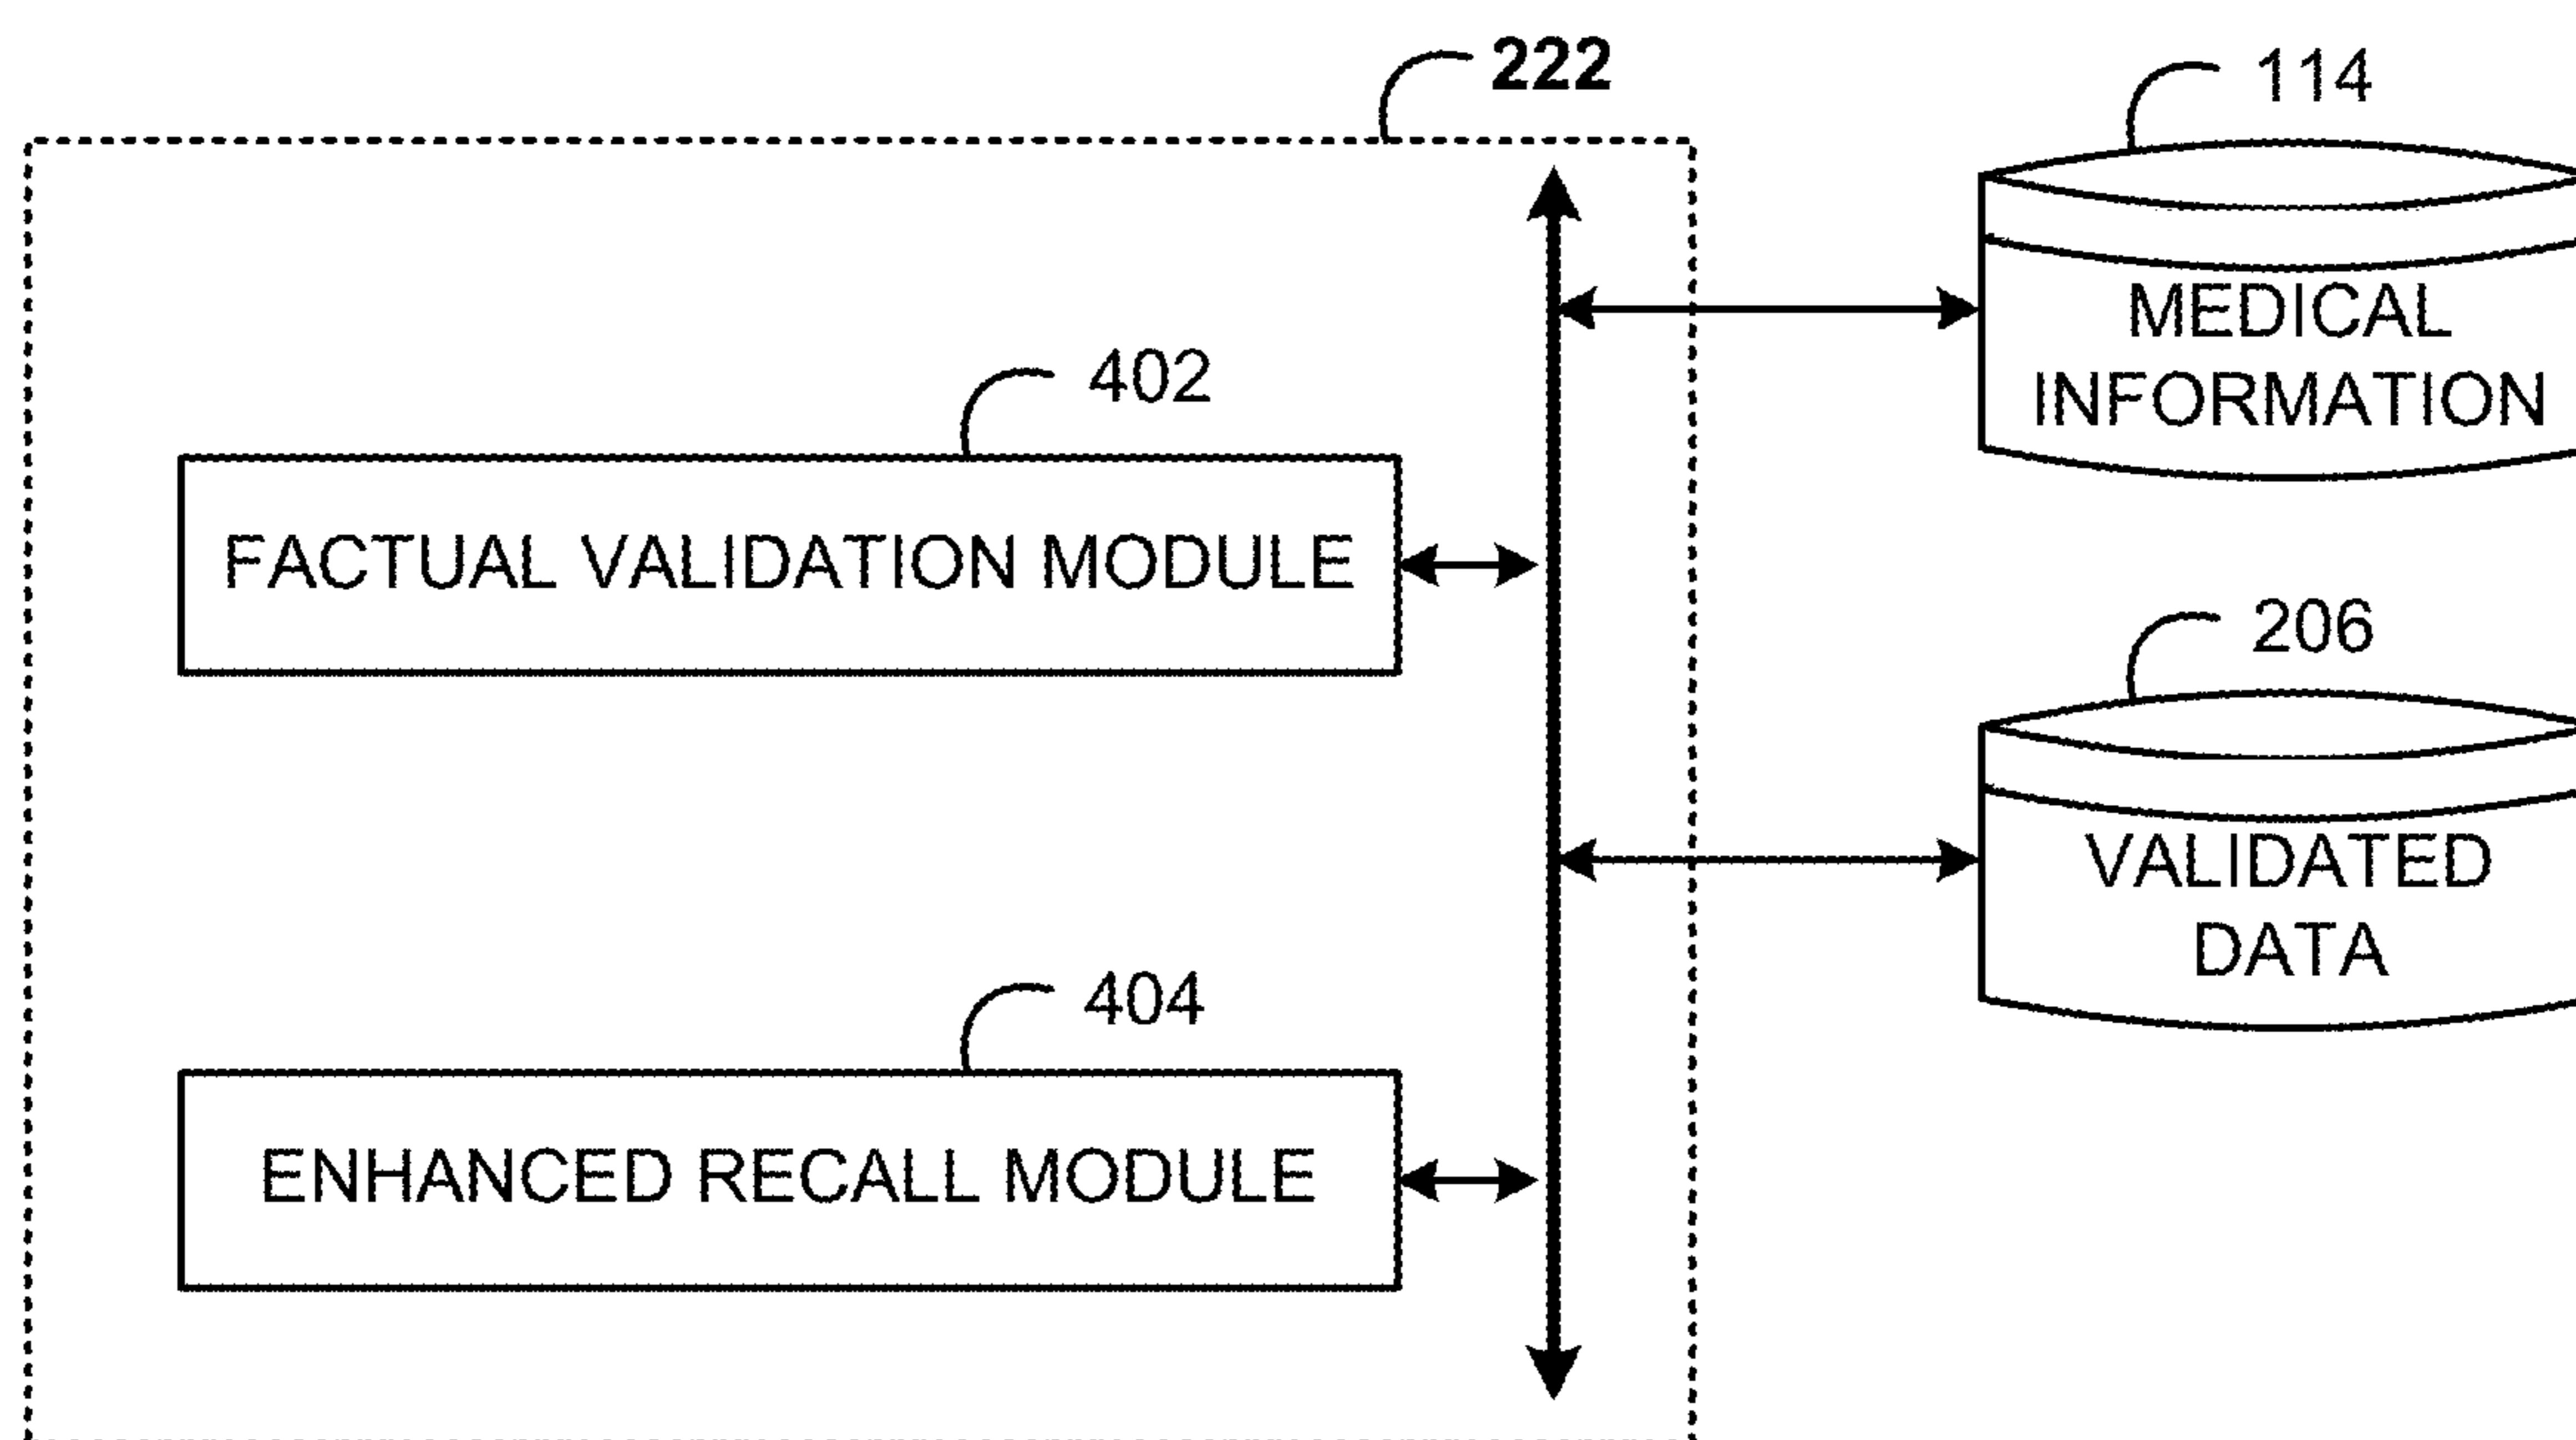 222
114
MEDICAL
INFORMATION
402
FACTUAL VALIDATION MODULE
206
VALIDATED
DATA
404
ENHANCED RECALL MODULE